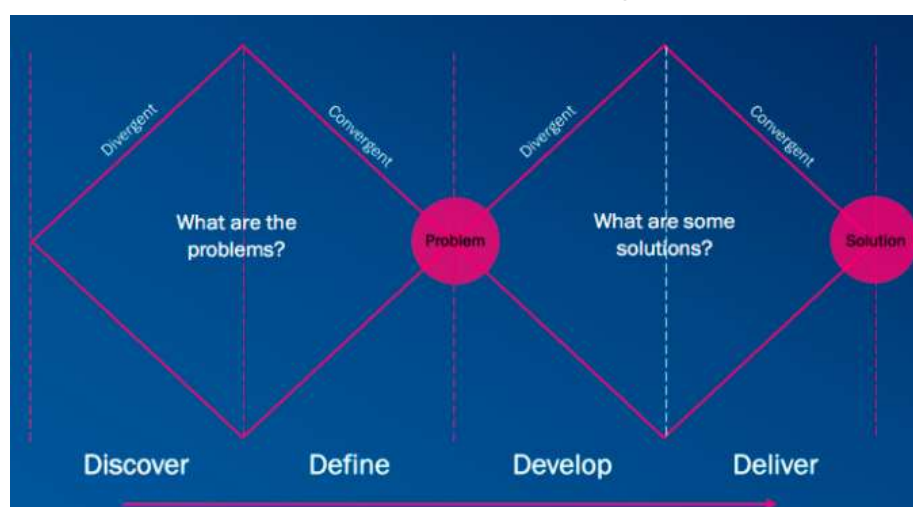 Divergent
Convergent
Divergent
Convergent
What are the
problems?
Problem
What are some
solutions?
Solution
Discover
Define
Develop
Deliver